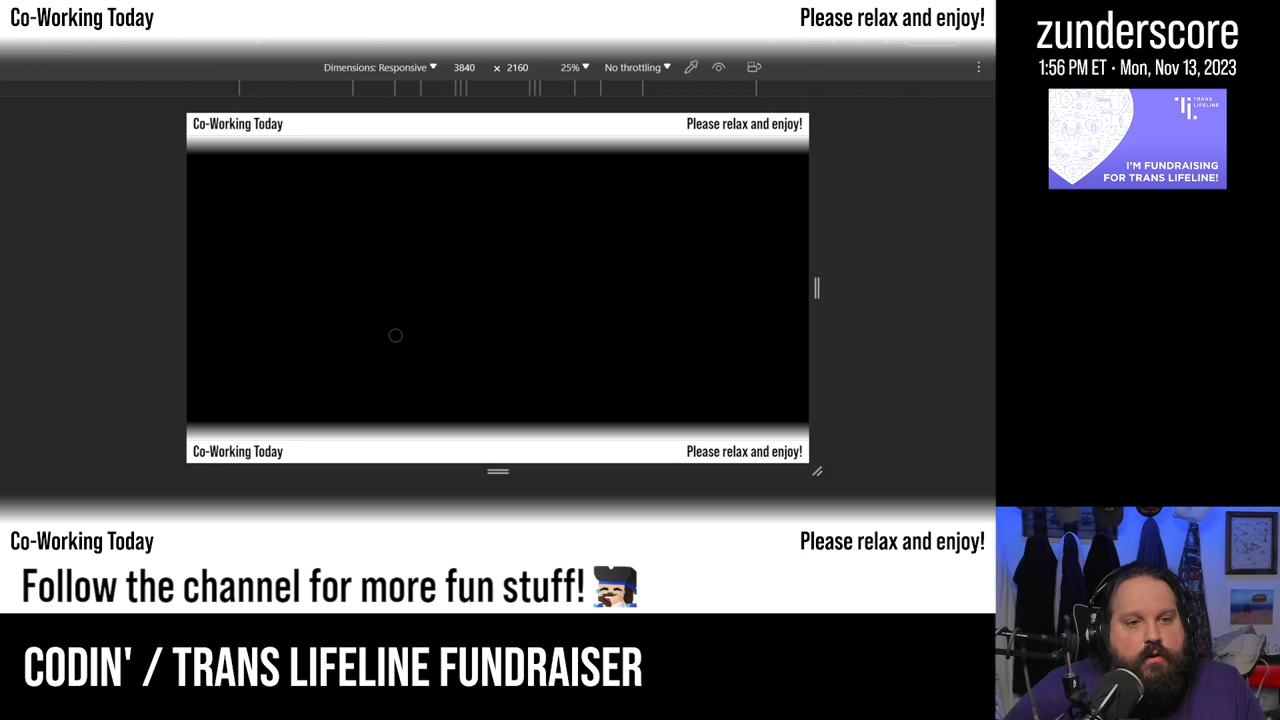 Co-Working Today
Please relax and enjoy!
zunderscore
1:56 PM ET · Mon, Nov 13, 2023
TRANS
LIFELINE
I'M FUNDRAISING
FOR TRANS LIFELINE!
Dimensions: Responsive
3840
×
2160
25%
No throttling
Co-Working Today
Please relax and enjoy!
Co-Working Today
Please relax and enjoy!
Co-Working Today
Please relax and enjoy!
Follow the channel for more fun stuff!
CODIN' / TRANS LIFELINE FUNDRAISER